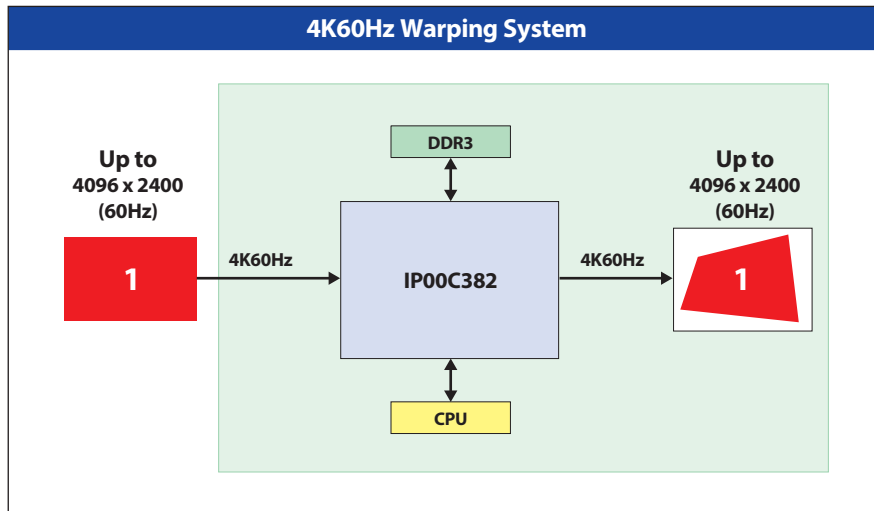 4K60Hz Warping System
DDR3
Up to
4096 x 2400
(60Hz)
Up to
4096 x 2400
(60Hz)
1
4K60Hz
IP00C382
4K60Hz
1
CPU